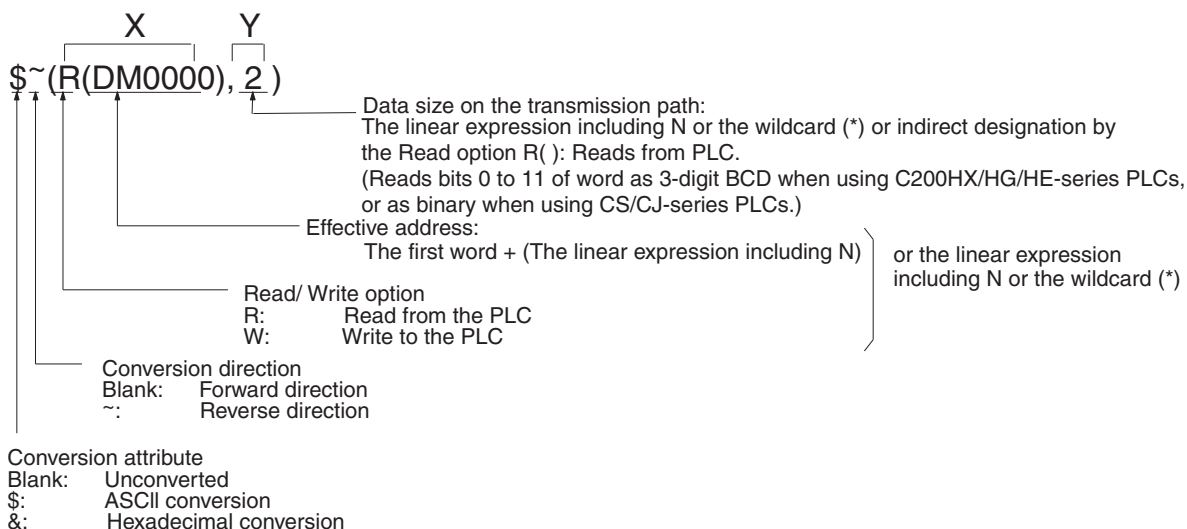 X Y
$~(R(DM0000), 2 )
Data size on the transmission path:
The linear expression including N or the wildcard (*) or indirect designation by
the Read option R( ): Reads from PLC.
(Reads bits 0 to 11 of word as 3-digit BCD when using C200HX/HG/HE-series PLCs,
or as binary when using CS/CJ-series PLCs.)
Effective address:
The first word + (The linear expression including N)
or the linear expression
including N or the wildcard (*)
Read/ Write option
R: Read from the PLC
W: Write to the PLC
Conversion direction
Blank: Forward direction
~: Reverse direction
Conversion attribute
Blank: Unconverted
$: ASCII conversion
&: Hexadecimal conversion